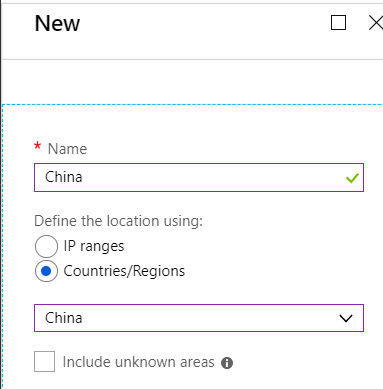 New
* Name
China
Define the location using:
IP ranges
Countries/Regions
China
Include unknown areas